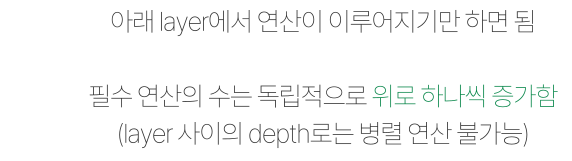 아래 layer에서 연산이 이루어지기만 하면 됨
필수 연산의 수는 독립적으로 위로 하나씩 증가함
(layer 사이의 depth로는 병렬 연산 불가능)